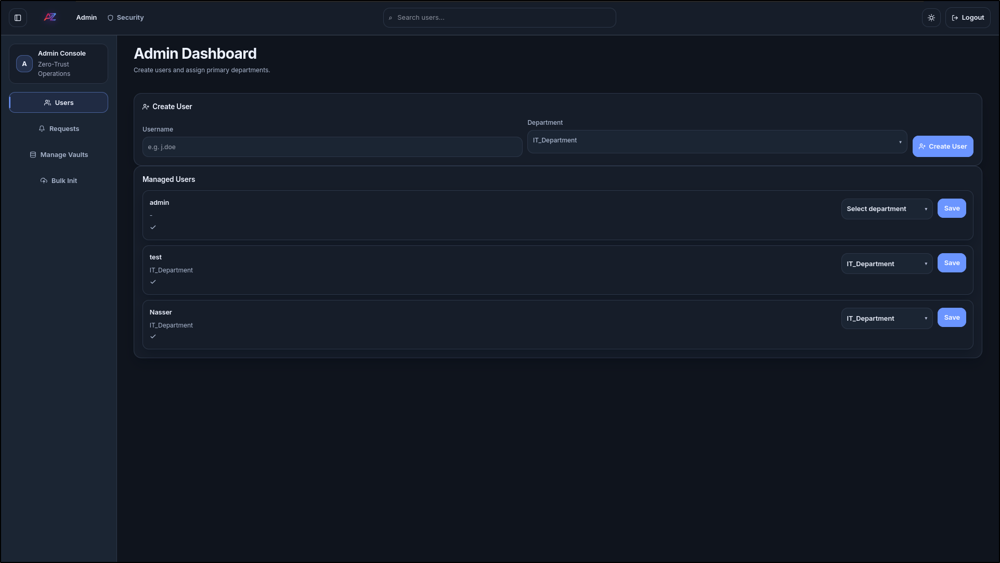 AZ
Admin
Security
Search users...
Logout
A
Admin Console
Zero-Trust
Operations
Users
Requests
Manage Vaults
Bulk Init
Admin Dashboard
Create users and assign primary departments.
Create User
Username
e.g. j.doe
Department
IT_Department
Create User
Managed Users
admin
-
Select department
Save
test
IT_Department
IT_Department
Save
Nasser
IT_Department
IT_Department
Save